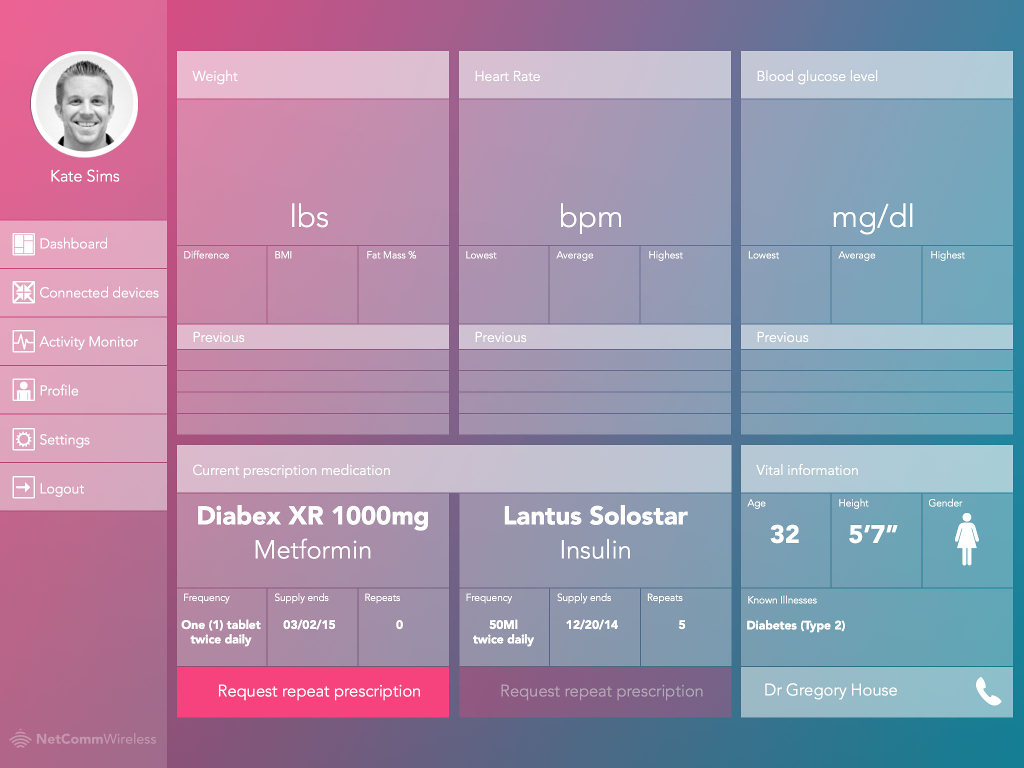 Kate Sims
Dashboard
Connected devices
Activity Monitor
Profile
Settings
Logout
NetCommWireless
Weight
lbs
Difference BMI Fat Mass %
Previous
Heart Rate
bpm
Lowest Average Highest
Previous
Blood glucose level
mg/dl
Lowest Average Highest
Previous
Current prescription medication
Diabex XR 1000mg
Metformin
Frequency Supply ends Repeats
One (1) tablet 03/02/15 0
twice daily
Request repeat prescription
Lantus Solostar
Insulin
Frequency Supply ends Repeats
50Ml 12/20/14 5
twice daily
Request repeat prescription
Vital information
Age Height Gender
32 5’7”
Known Illnesses
Diabetes (Type 2)
Dr Gregory House